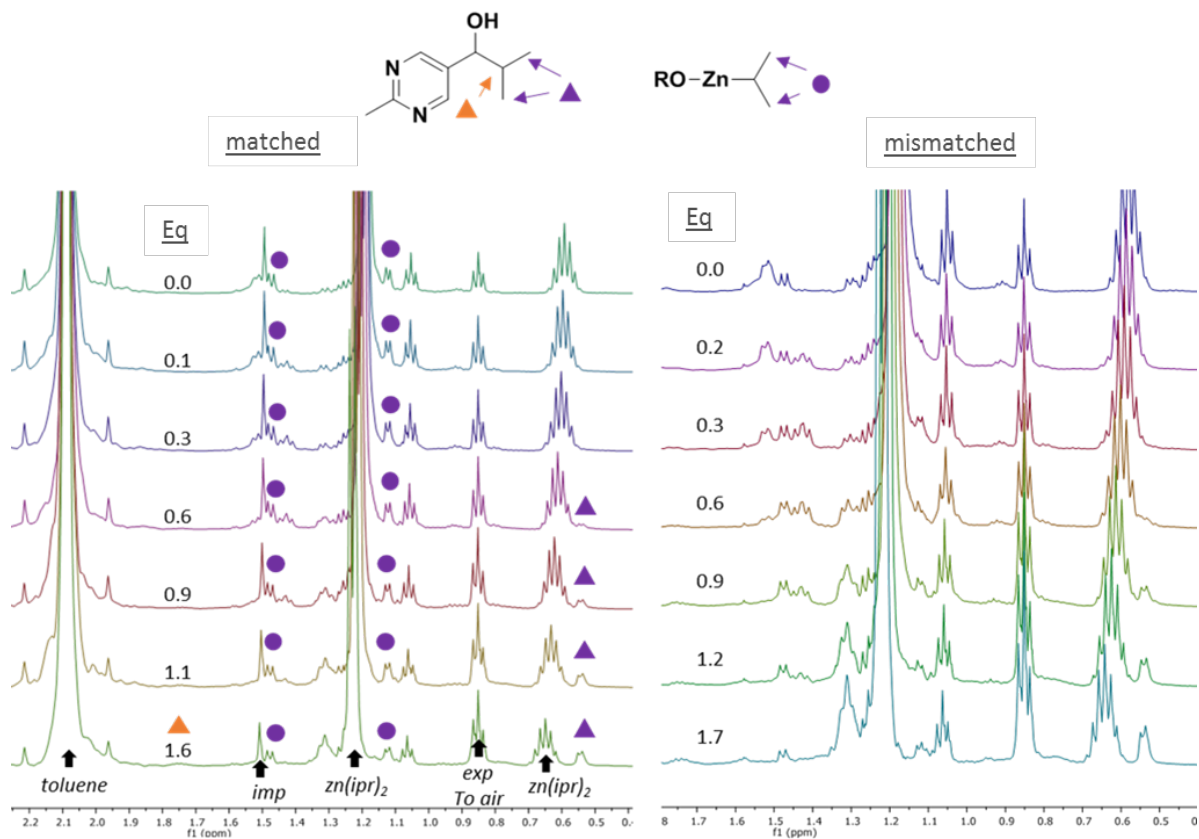 OH
N
N
RO-Zn
matched
mismatched
Eq
0.0
0.1
0.3
0.6
0.9
1.1
1.6
toluene
imp
zn(ipr)2
exp
To air
zn(ipr)2
2.2 2.1 2.0 1.9 1.8 1.7 1.6 1.5 1.4 1.3 1.2 1.1 1.0 0.9 0.8 0.7 0.6 0.5 0.
f1 (ppm)
Eq
0.0
0.2
0.3
0.6
0.9
1.2
1.7
8 1.7 1.6 1.5 1.4 1.3 1.2 1.1 1.0 0.9 0.8 0.7 0.6 0.5
f1 (ppm)